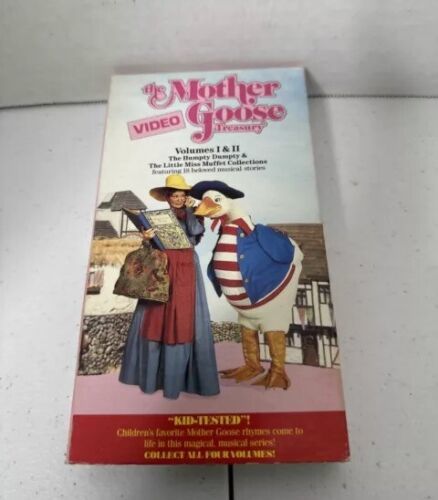 the Mother
VIDEO Goose
Treasury
Volumes I & II
The Humpty Dumpty &
The Little Miss Muffet Collections
featuring 18 beloved musical stories
"KID-TESTED"!
Children's favorite Mother Goose rhymes come to
life in this magical, musical series!
COLLECT ALL FOUR VOLUMES!